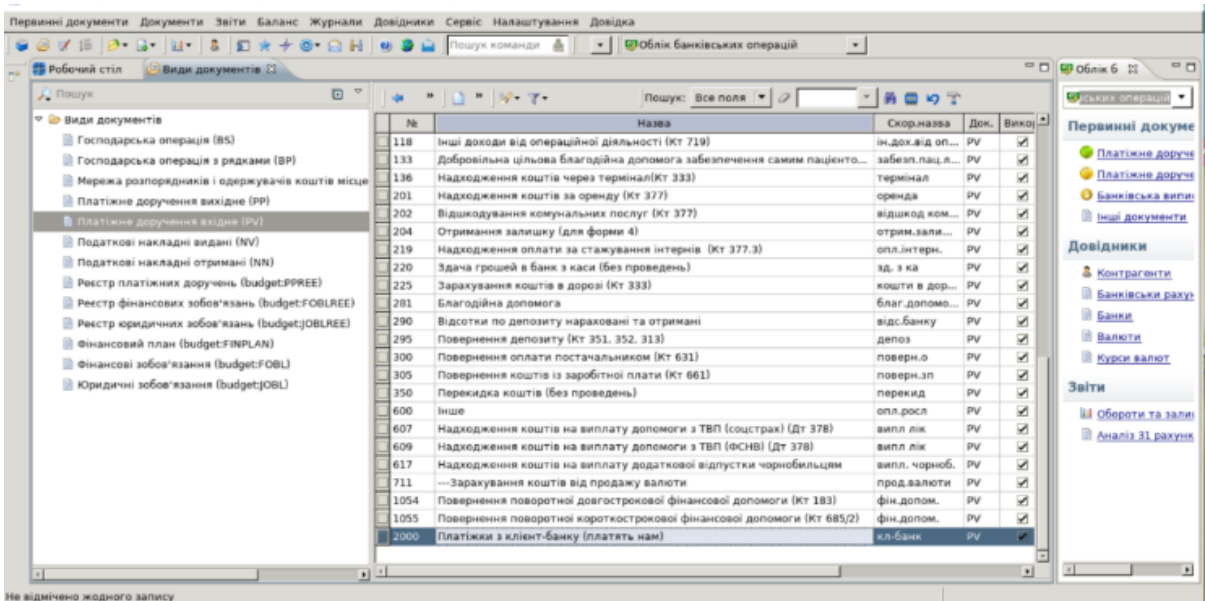 Первинні документи Документи Звіти Баланс Журнали Довідники Сервіс Налаштування Довідка
Пошук команди Облік банківських операцій
Робочий стіл Види документів Облік б
Пошук Пошук: Все поля ських операцій
Види документів
Господарська операція (BS)
Господарська операція з рядками (BP)
Мережа розпорядників і одержувачів коштів місце
Платіжне доручення вихідне (PP)
Платіжне доручення вхідне (PV)
Податкові накладні видані (NV)
Податкові накладні отримані (NN)
Реєстр платіжних доручень (budget:PPREE)
Реєстр фінансових зобов'язань (budget:FOBLREE)
Реєстр юридичних зобов'язань (budget:JOBLREE)
Фінансовий план (budget:FINPLAN)
Фінансові зобов'язання (budget:FOBL)
Юридичні зобов'язання (budget:JOBL)
№ Назва Скор.назва Док. Викор
118 Інші доходи від операційної діяльності (Кт 719) ін.дох.від оп... PV
133 Добровільна цільова благодійна допомога забезпечення самим пацієнто... забезп.пац.л... PV
136 Надходження коштів через термінал(Кт 333) термінал PV
201 Надходження коштів за оренду (Кт 377) оренда PV
202 Відшкодування комунальних послуг (Кт 377) відшкод ком... PV
204 Отримання залишку (для форми 4) отрим.зали... PV
219 Надходження оплати за стажування інтернів (Кт 377.3) опл.інтерн. PV
220 Здача грошей в банк з каси (без проведень) зд. з ка PV
225 Зарахування коштів в дорозі (Кт 333) кошти в дор... PV
281 Благодійна допомога благ.допомо... PV
290 Відсотки по депозиту нараховані та отримані відс.банку PV
295 Повернення депозиту (Кт 351, 352, 313) депоз PV
300 Повернення оплати постачальником (Кт 631) поверн.о PV
305 Повернення коштів із заробітної плати (Кт 661) поверн.зп PV
350 Перекидка коштів (без проведень) перекид PV
600 Інше опл.росл PV
607 Надходження коштів на виплату допомоги з ТВП (соцстрах) (Дт 378) випл лік PV
609 Надходження коштів на виплату допомоги з ТВП (ФСНВ) (Дт 378) випл лік PV
617 Надходження коштів на виплату додаткової відпустки чорнобильцям випл. чорноб. PV
711 ---Зарахування коштів від продажу валюти прод.валюти PV
1054 Повернення поворотної довгострокової фінансової допомоги (Кт 183) фін.допом. PV
1055 Повернення поворотної короткострокової фінансової допомоги (Кт 685/2) фін.допом. PV
2000 Платіжки з клієнт-банку (платять нам) кл-банк PV
Первинні докуме
Платіжне доруче
Платіжне доруче
Банківська випи
Інші документи
Довідники
Контрагенти
Банківськи рахун
Банки
Валюти
Курси валют
Звіти
Обороти та зали
Аналіз 31 рахунк
Не відмічено жодного запису